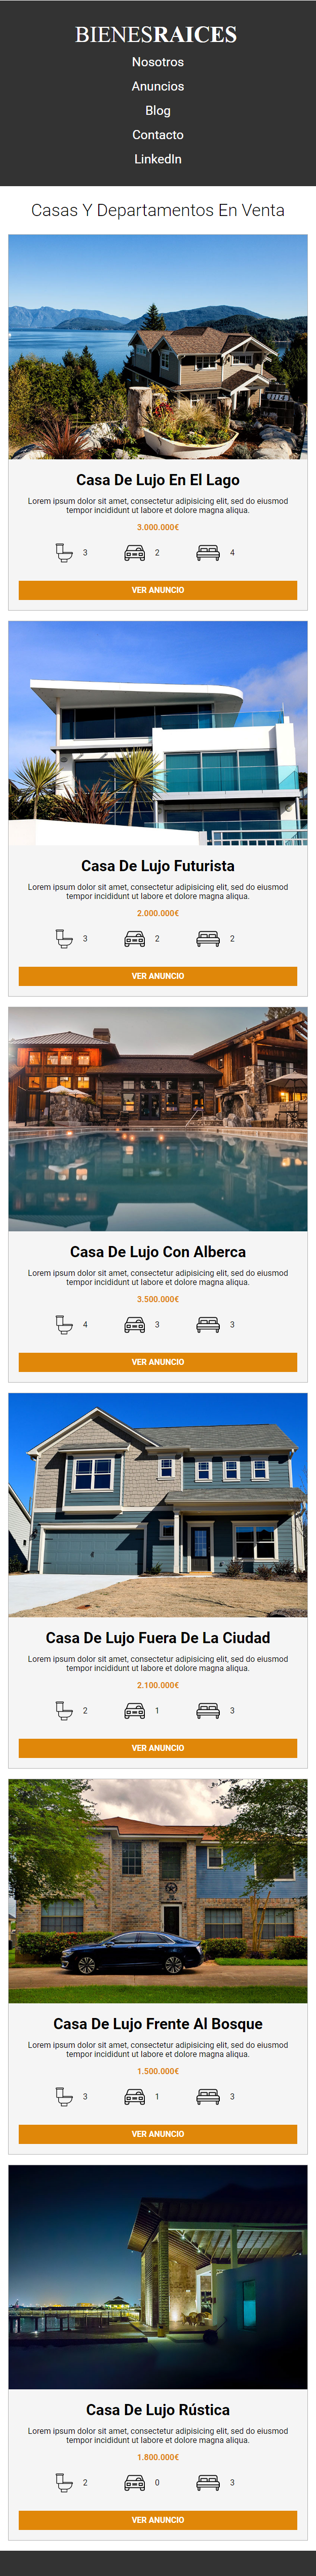 BIENESRAICES
Nosotros
Anuncios
Blog
Contacto
LinkedIn
Casas Y Departamentos En Venta
Casa De Lujo En El Lago
Lorem ipsum dolor sit amet, consectetur adipisicing elit, sed do eiusmod
tempor incididunt ut labore et dolore magna aliqua.
3.000.000€
3 2 4
VER ANUNCIO
Casa De Lujo Futurista
Lorem ipsum dolor sit amet, consectetur adipisicing elit, sed do eiusmod
tempor incididunt ut labore et dolore magna aliqua.
2.000.000€
3 2 2
VER ANUNCIO
Casa De Lujo Con Alberca
Lorem ipsum dolor sit amet, consectetur adipisicing elit, sed do eiusmod
tempor incididunt ut labore et dolore magna aliqua.
3.500.000€
4 3 3
VER ANUNCIO
Casa De Lujo Fuera De La Ciudad
Lorem ipsum dolor sit amet, consectetur adipisicing elit, sed do eiusmod
tempor incididunt ut labore et dolore magna aliqua.
2.100.000€
2 1 3
VER ANUNCIO
Casa De Lujo Frente Al Bosque
Lorem ipsum dolor sit amet, consectetur adipisicing elit, sed do eiusmod
tempor incididunt ut labore et dolore magna aliqua.
1.500.000€
3 1 3
VER ANUNCIO
Casa De Lujo Rústica
Lorem ipsum dolor sit amet, consectetur adipisicing elit, sed do eiusmod
tempor incididunt ut labore et dolore magna aliqua.
1.800.000€
2 0 3
VER ANUNCIO